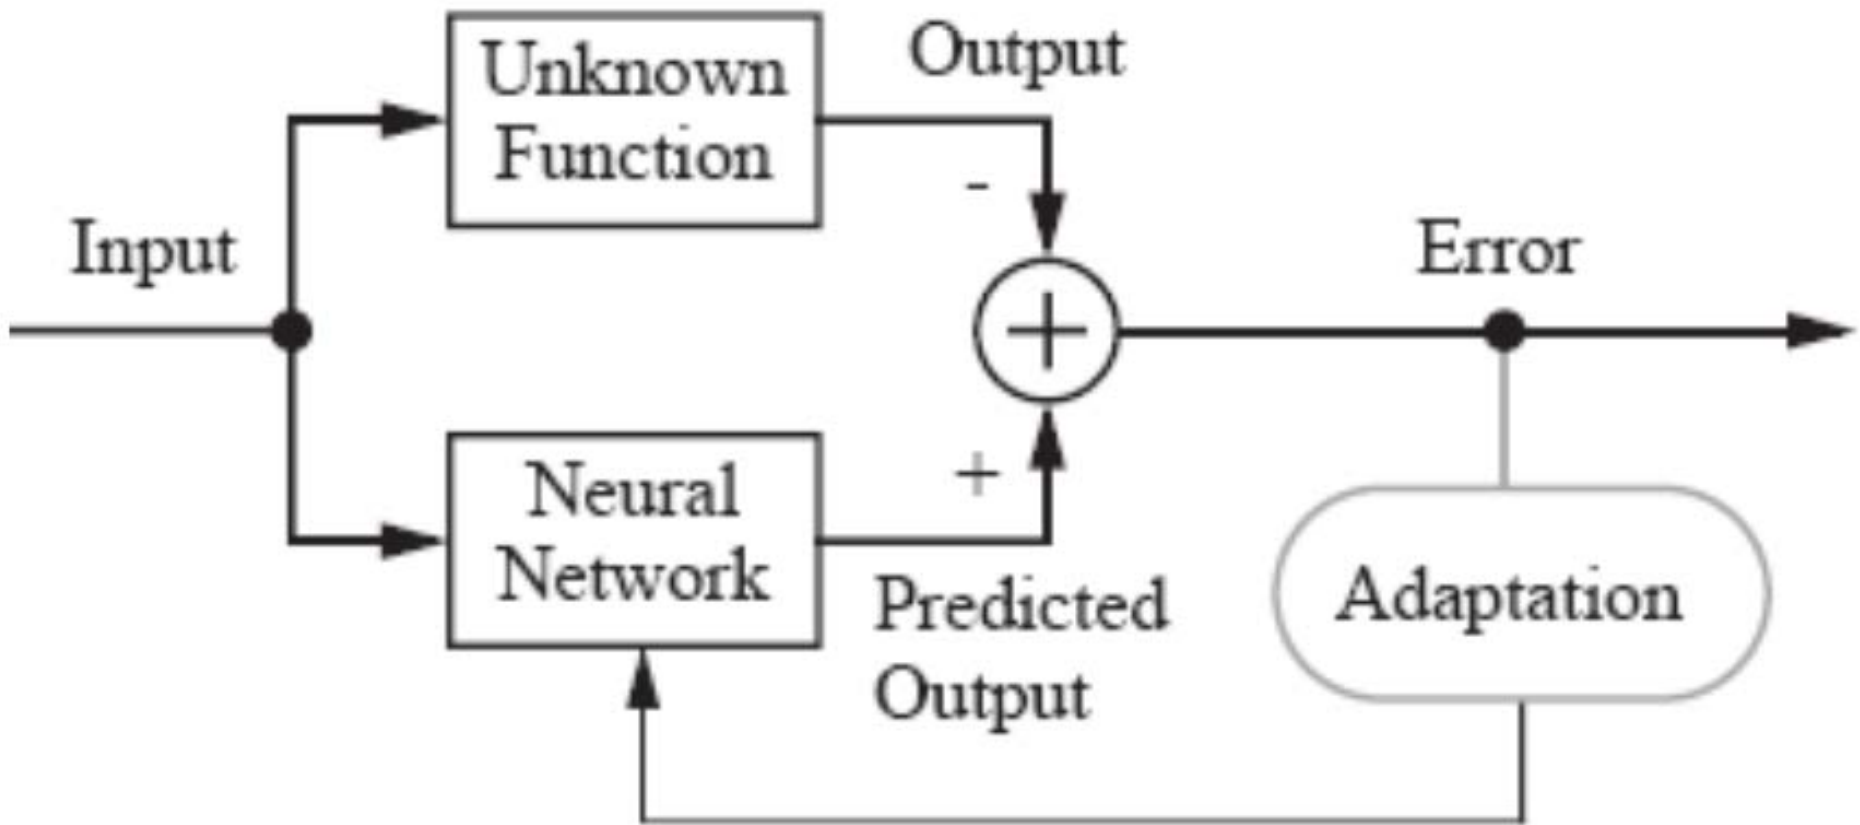 Unknown
Function
Output
-
Input
+
Error
Neural
Network
+
Predicted
Output
Adaptation